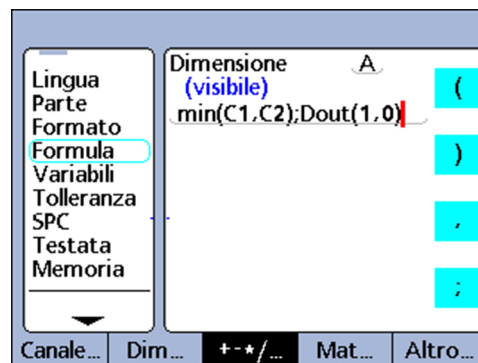 Lingua
Parte
Formato
Formula
Variabili
Tolleranza
SPC
Testata
Memoria
Dimensione A
(visibile)
min(C1,C2);Dout(1,0)
(
)
,
;
Canale... Dim... +-*/... Mat... Altro...